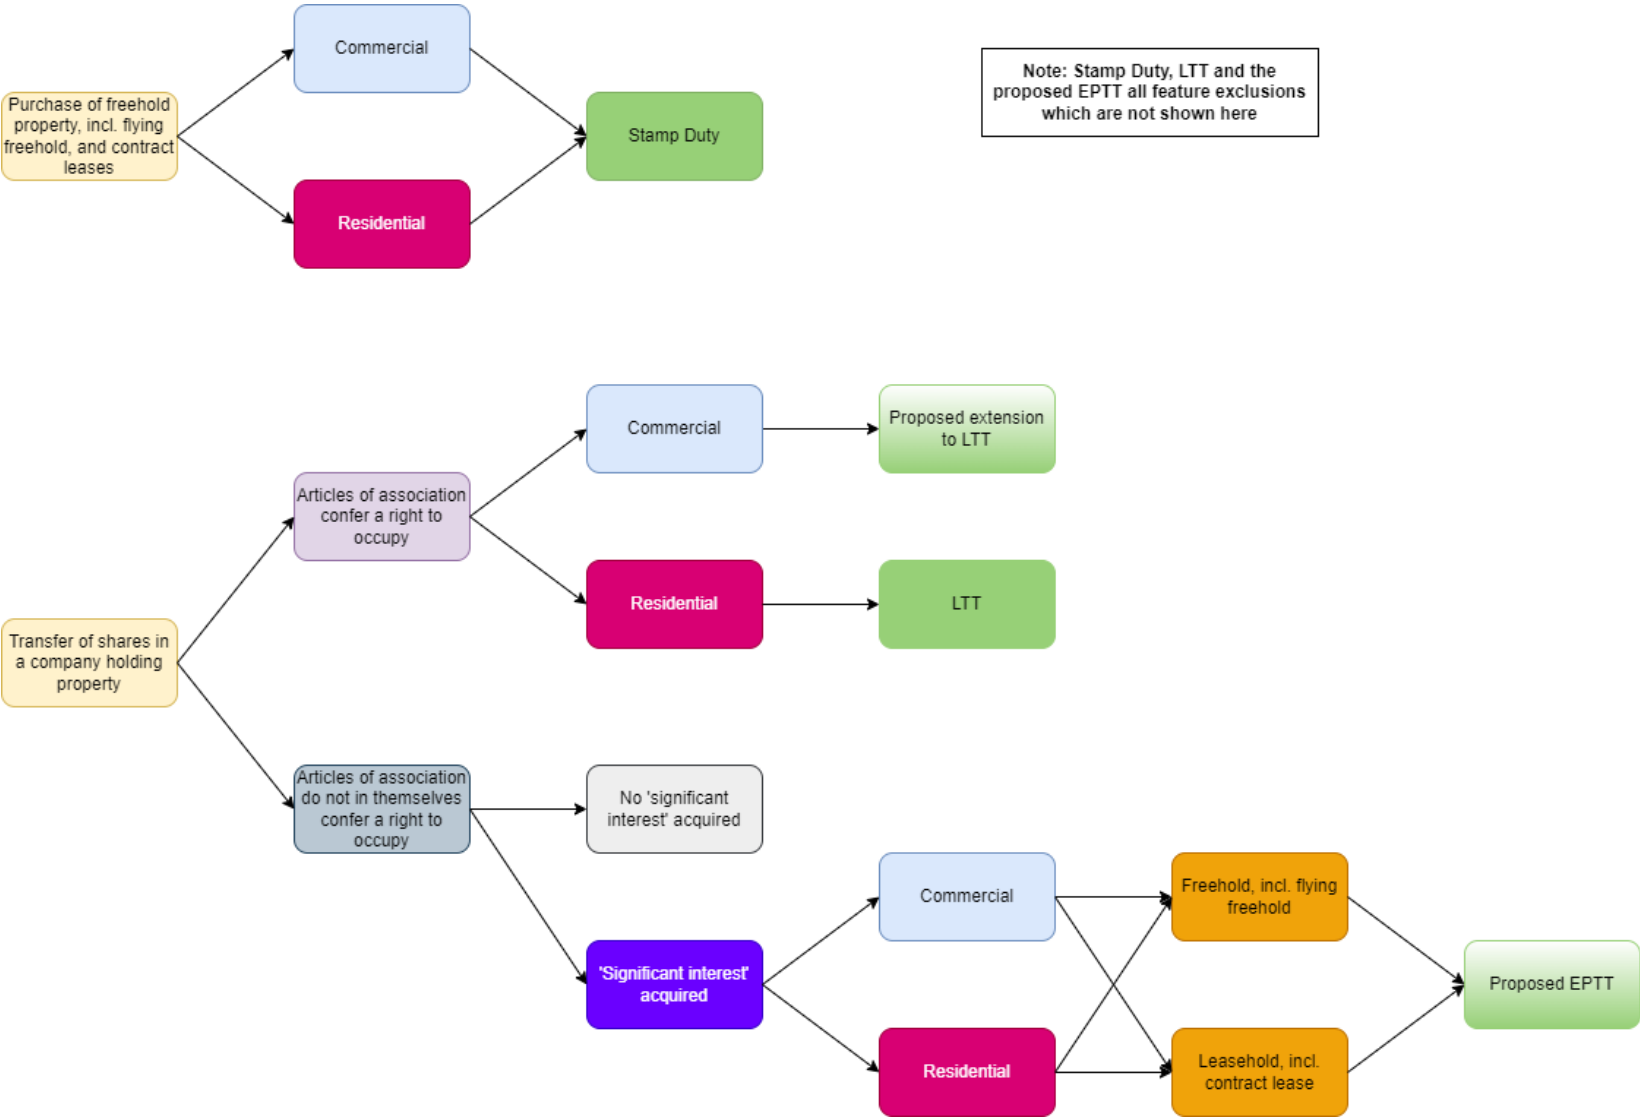 Commercial
Purchase of freehold
property, incl. flying
freehold, and contract
leases
Stamp Duty
Residential
Note: Stamp Duty, LTT and the
proposed EPTT all feature exclusions
which are not shown here
Commercial
Proposed extension
to LTT
Articles of association
confer a right to
occupy
Residential
LTT
Transfer of shares in
a company holding
property
Articles of association
do not in themselves
confer a right to
occupy
No 'significant
interest' acquired
'Significant interest'
acquired
Commercial
Residential
Freehold, incl. flying
freehold
Leasehold, incl.
contract lease
Proposed EPTT